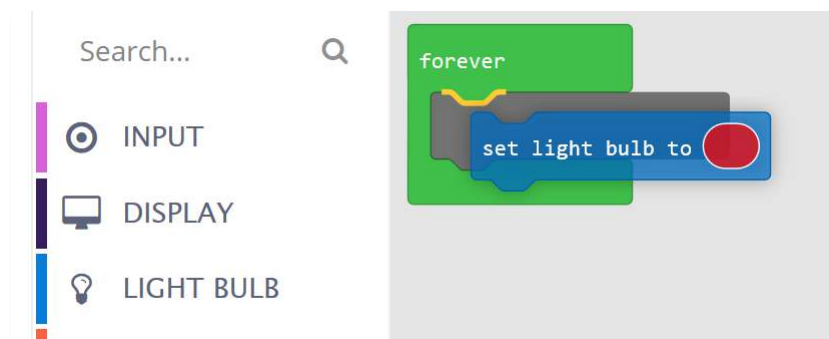 Search...
INPUT
DISPLAY
LIGHT BULB
forever
set light bulb to